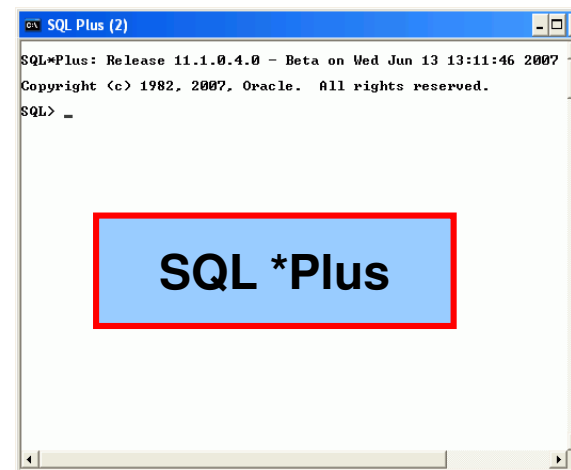 SQL Plus (2)
SQL*Plus: Release 11.1.0.4.0 - Beta on Wed Jun 13 13:11:46 2007
Copyright (c) 1982, 2007, Oracle.  All rights reserved.
SQL> _
SQL *Plus